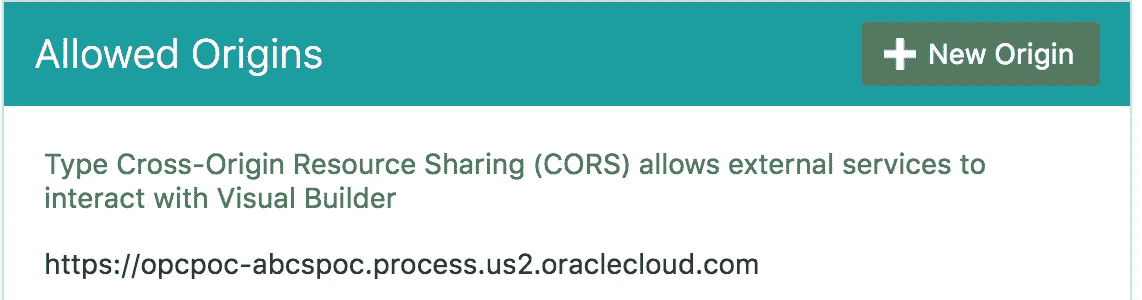 Allowed Origins
New Origin
Type Cross-Origin Resource Sharing (CORS) allows external services to
interact with Visual Builder
https://opcpoc-abcspoc.process.us2.oraclecloud.com